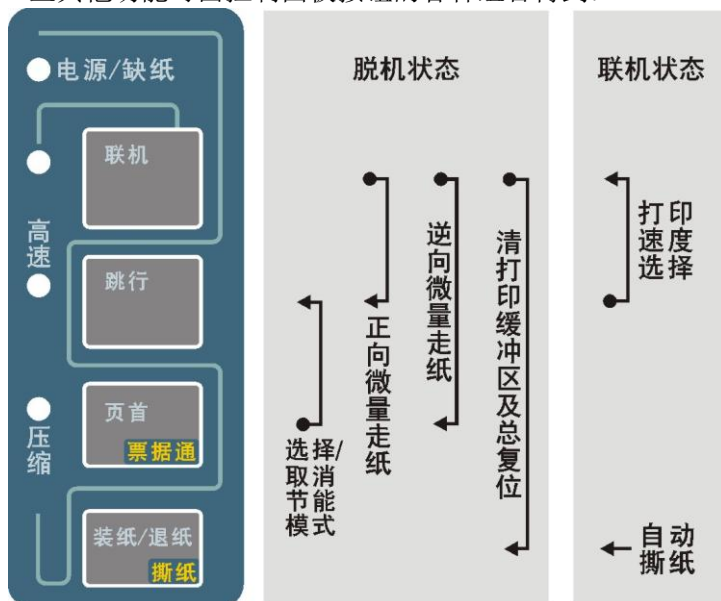 电源/缺纸
联机
高速
跳行
页首
票据通
压缩
装纸/退纸
撕纸
脱机状态
选择/
取消
节能
模式
正向微量走纸
逆向微量走纸
清打印缓冲区及总复位
联机状态
打印
速度
选择
自动
撕纸